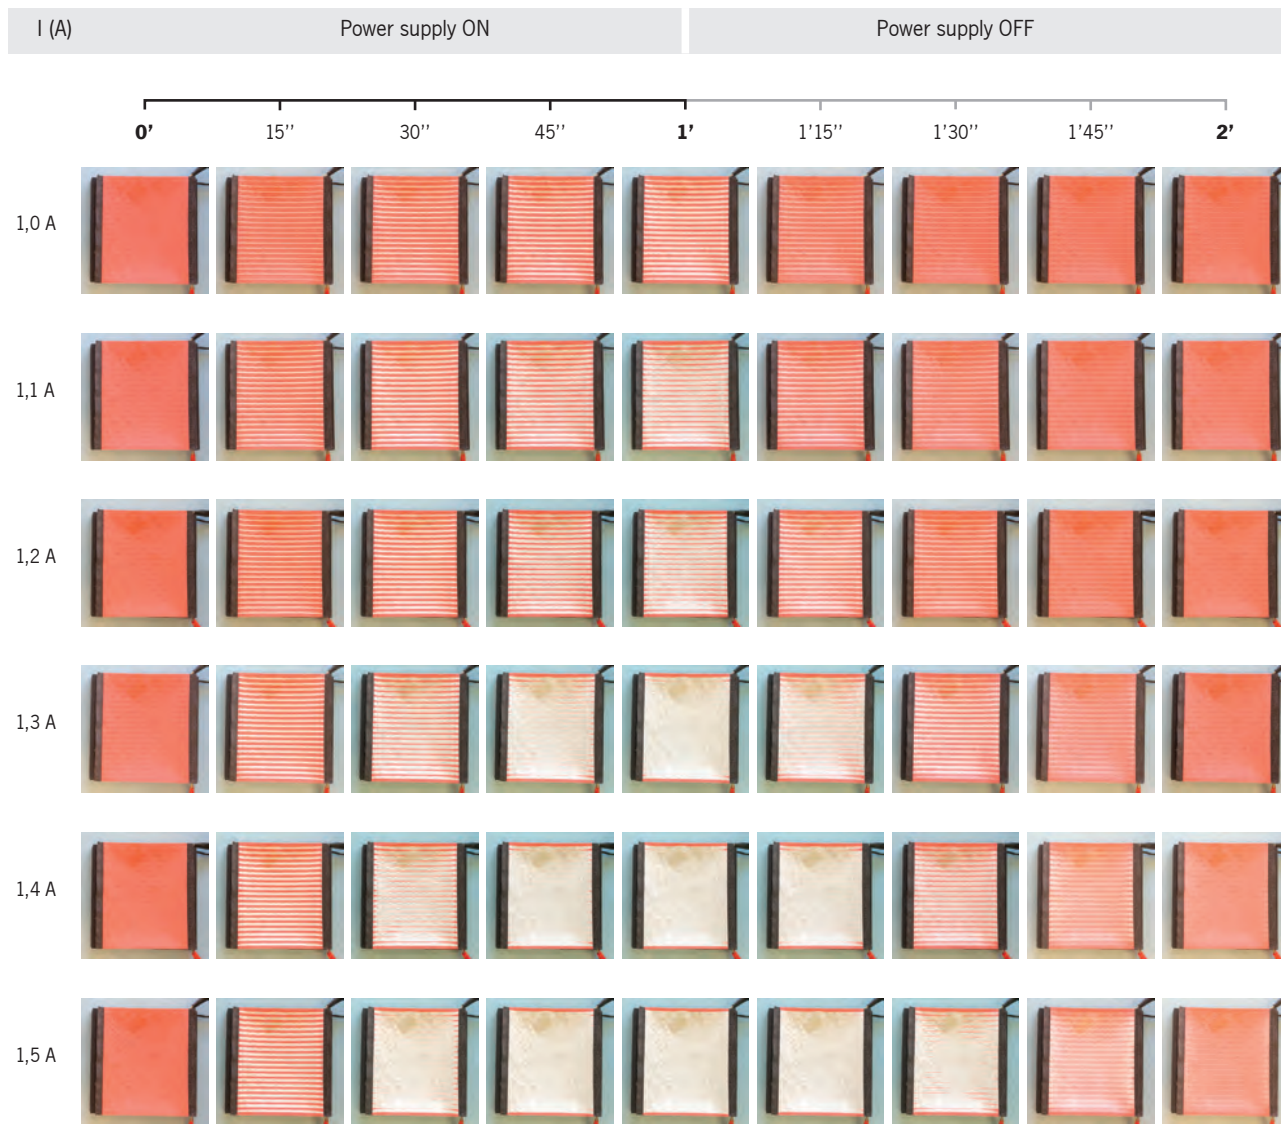 I (A) Power supply ON Power supply OFF
0’ 15’’ 30’’ 45’’ 1’ 1’15’’ 1’30’’ 1’45’’ 2’
1,0 A
1,1 A
1,2 A
1,3 A
1,4 A
1,5 A